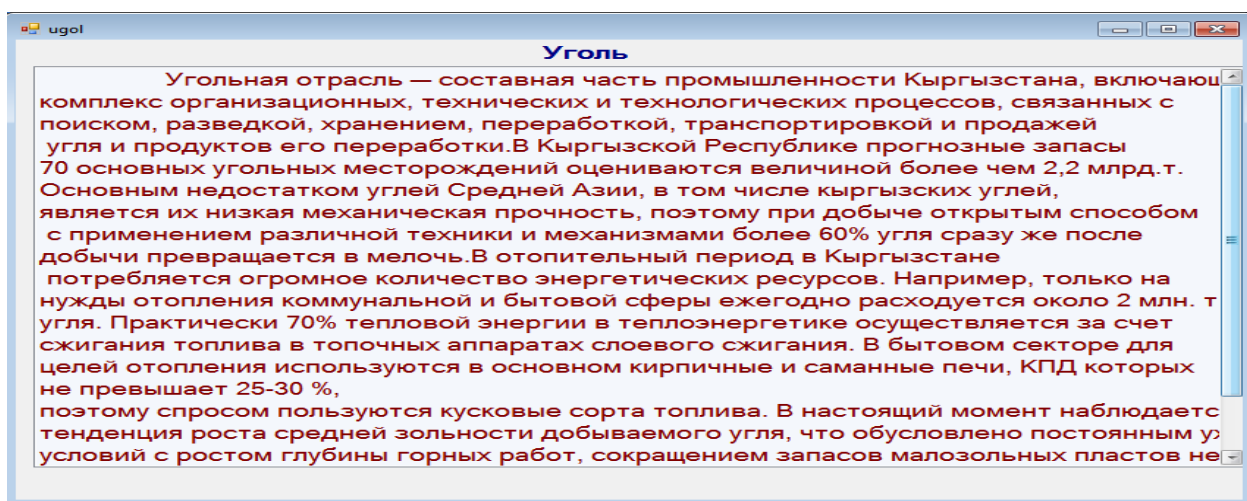 ugol
Уголь
Угольная отрасль — составная часть промышленности Кыргызстана,
комплекс организационных, технических и технологических процессов, связанных с
поиском, разведкой, хранением, переработкой, транспортировкой и продажей
угля и продуктов его переработки.В Кыргызской Республике прогнозные запасы
70 основных угольных месторождений оцениваются величиной более чем 2,2 млрд.т.
Основным недостатком углей Средней Азии, в том числе кыргызских углей,
является их низкая механическая прочность, поэтому при добыче открытым способом
с применением различной техники и механизмами более 60% угля сразу же после
добычи превращается в мелочь.В отопительный период в Кыргызстане
потребляется огромное количество энергетических ресурсов. Например, только на
нужды отопления коммунальной и бытовой сферы ежегодно расходуется около 2 млн. т
угля. Практически 70% тепловой энергии в теплоэнергетике осуществляется за счет
сжигания топлива в топочных аппаратах слоевого сжигания. В бытовом секторе для
целей отопления используются в основном кирпичные и саманные печи, КПД которых
не превышает 25-30 %,
поэтому спросом пользуются кусковые сорта топлива. В настоящий момент
тенденция роста средней зольности добываемого угля, что обусловлено постоянным
условий с ростом глубины горных работ, сокращением запасов малозольных пластов